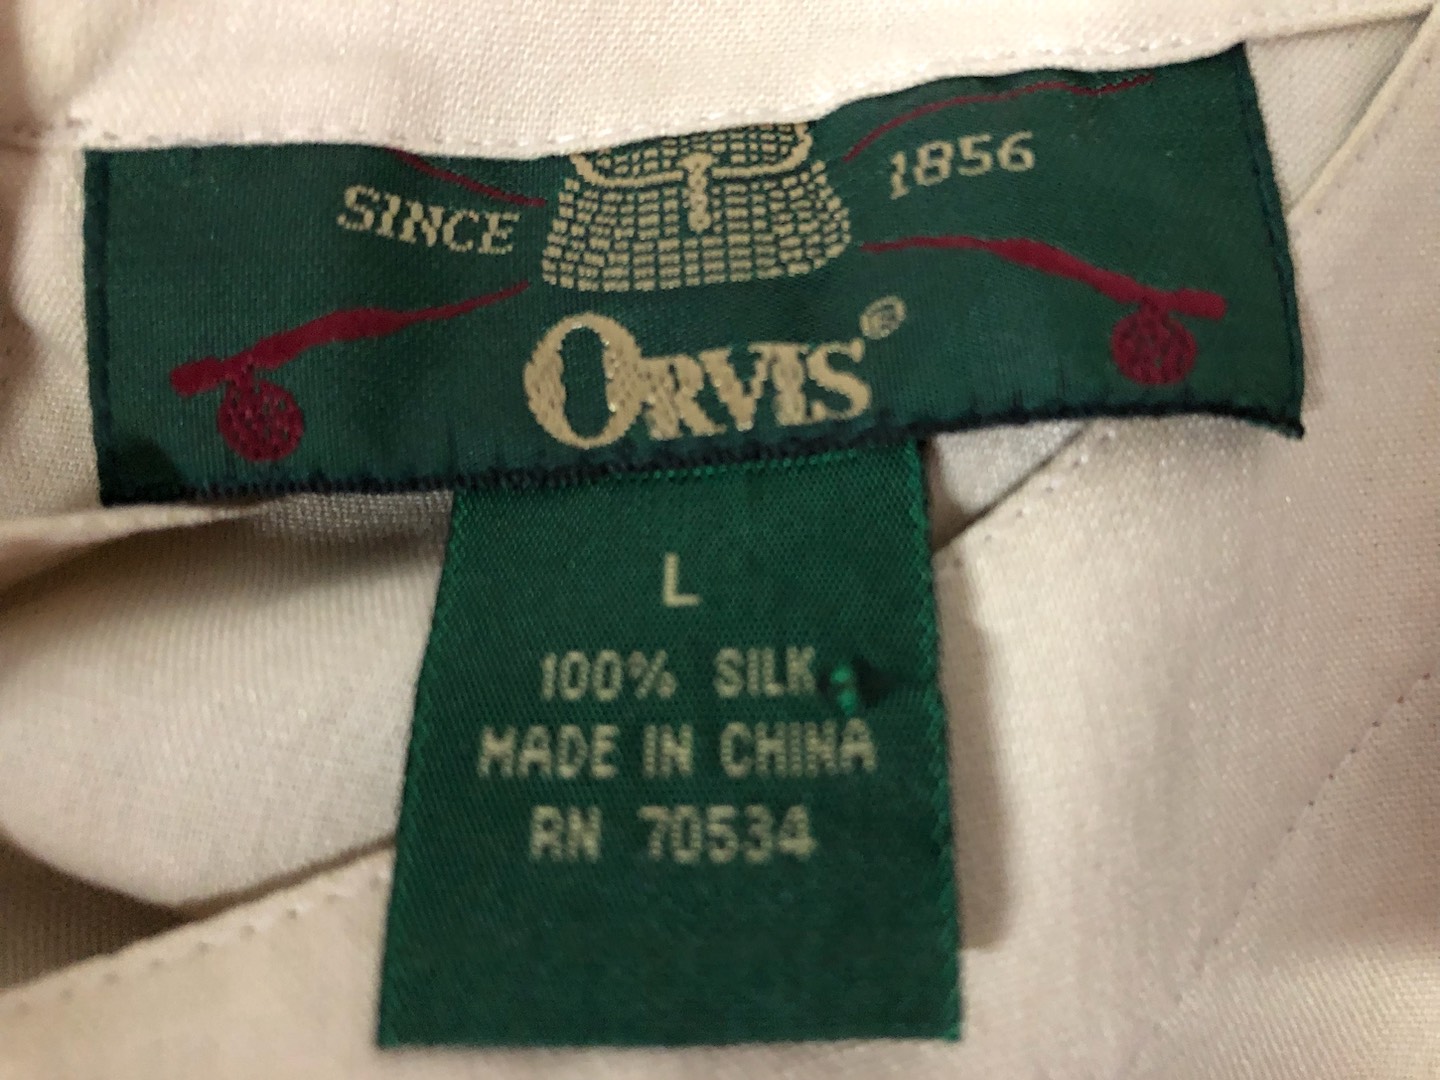 SINCE 1856
ORVIS®
L
100% SILK
MADE IN CHINA
RN 70534